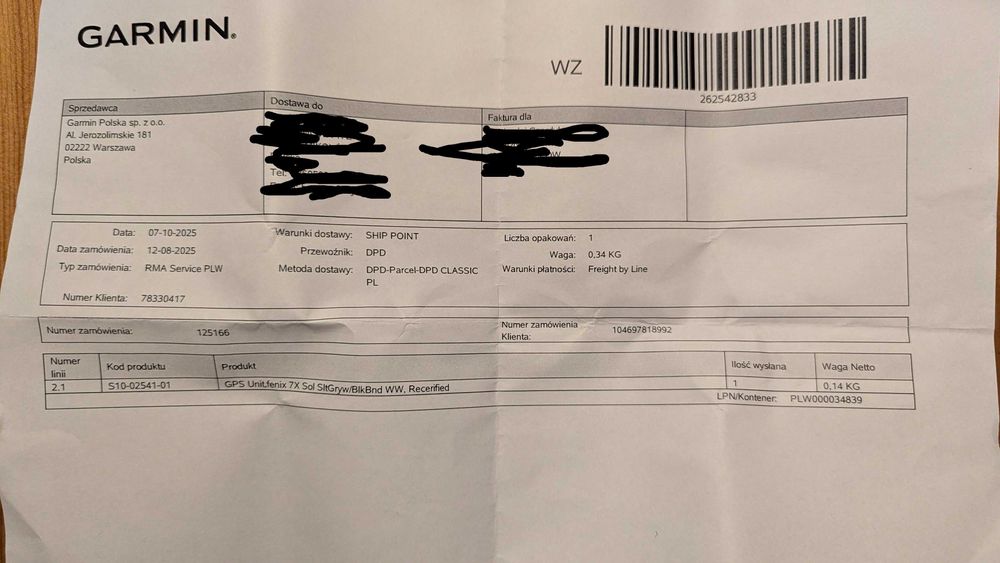 GARMIN®
WZ
262542833
Sprzedawca
Garmin Polska sp. z o.o.
Al. Jerozolimskie 181
02222 Warszawa
Polska
Dostawa do
Tel.
Faktura dla
Data: 07-10-2025
Data zamówienia: 12-08-2025
Typ zamówienia: RMA Service PLW
Numer Klienta: 78330417
Warunki dostawy: SHIP POINT
Przewoźnik: DPD
Metoda dostawy: DPD-Parcel-DPD CLASSIC
PL
Liczba opakowań: 1
Waga: 0,34 KG
Warunki płatności: Freight by Line
Numer zamówienia: 125166
Numer zamówienia
Klienta: 104697818992
Numer
linii
Kod produktu
Produkt
Ilość wysłana
Waga Netto
2.1 S10-02541-01 GPS Unit,fenix 7X Sol SltGryw/BlkBnd WW, Recerified 1 0,14 KG
LPN/Kontener: PLW000034839